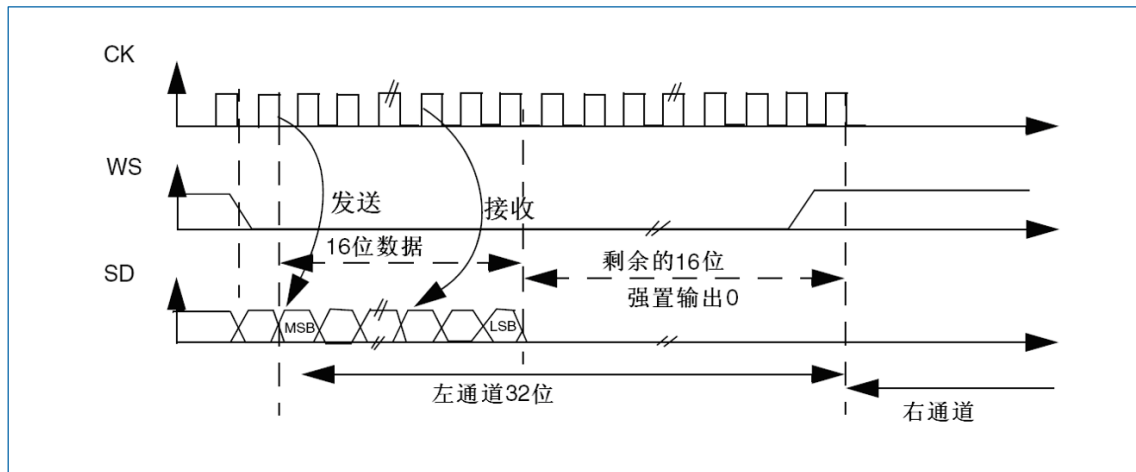 CK
WS
发送
接收
16位数据
剩余的16位
强置输出0
SD
MSB
LSB
左通道32位
右通道